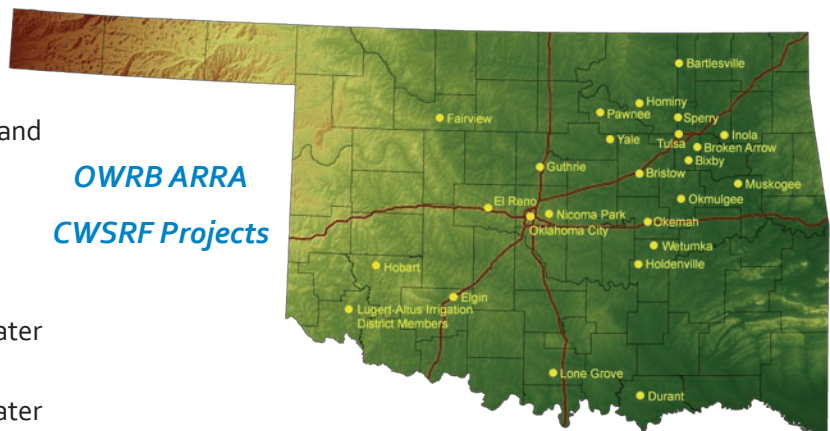 and
OWRB ARRA
CWSRF Projects
ater
ater
Bartlesville
Hominy
Pawnee
Sperry
Fairview
Yale
Tulsa
Inola
Broken Arrow
Bixby
Guthrie
Bristow
Muskogee
Okmulgee
El Reno
Nicoma Park
Okemah
Oklahoma City
Wetumka
Hobart
Holdenville
Elgin
Lugert-Altus Irrigation
District Members
Lone Grove
Durant